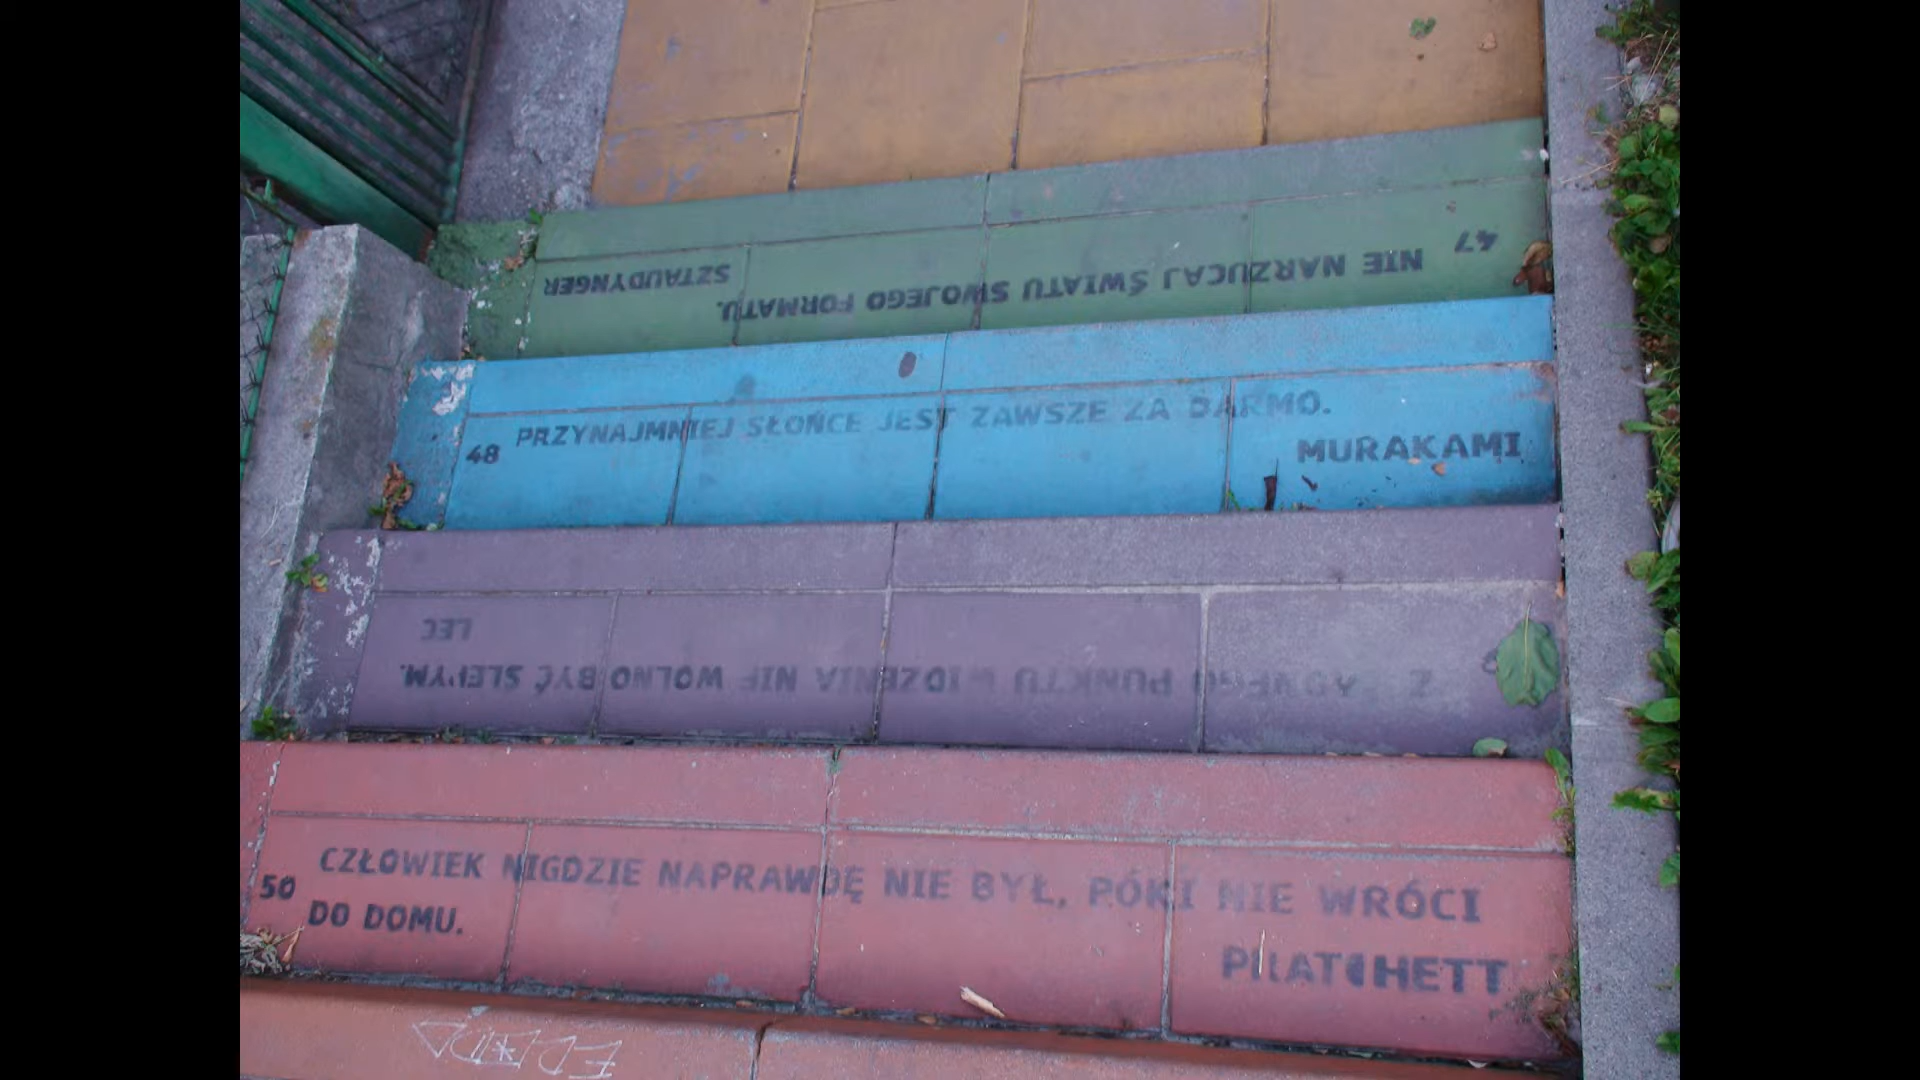 47 NIE NARZUCAJ ŚWIATU SWOJEGO FORMATU.
SZTAUDYNGER
48 PRZYNAJMNIEJ SŁOŃCE JEST ZAWSZE ZA DARMO.
MURAKAMI
Z ŻADNEGO PUNKTU WIDZENIA NIE WOLNO BYĆ ŚLEPYM.
LEC
50 CZŁOWIEK NIGDZIE NAPRAWDĘ NIE BYŁ, PÓKI NIE WRÓCI
DO DOMU.
PRATCHETT